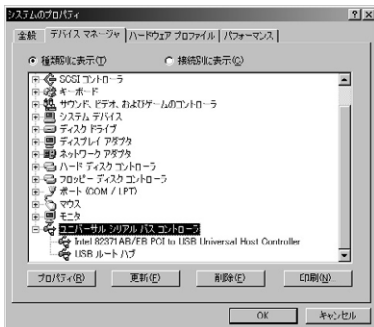 システムのプロパティ
全般 デバイス マネージャ ハードウェア プロファイル パフォーマンス
種類別に表示(T) 接続別に表示(C)
SCSI コントローラ
キーボード
サウンド、ビデオ、およびゲームのコントローラ
システム デバイス
ディスク ドライブ
ディスプレイ アダプタ
ネットワーク アダプタ
ハード ディスク コントローラ
フロッピー ディスク コントローラ
ポート (COM / LPT)
マウス
モニタ
ユニバーサル シリアル バス コントローラ
Intel 82371AB/EB PCI to USB Universal Host Controller
USB ルート ハブ
プロパティ(R) 更新(F) 削除(E) 印刷(N)
OK キャンセル